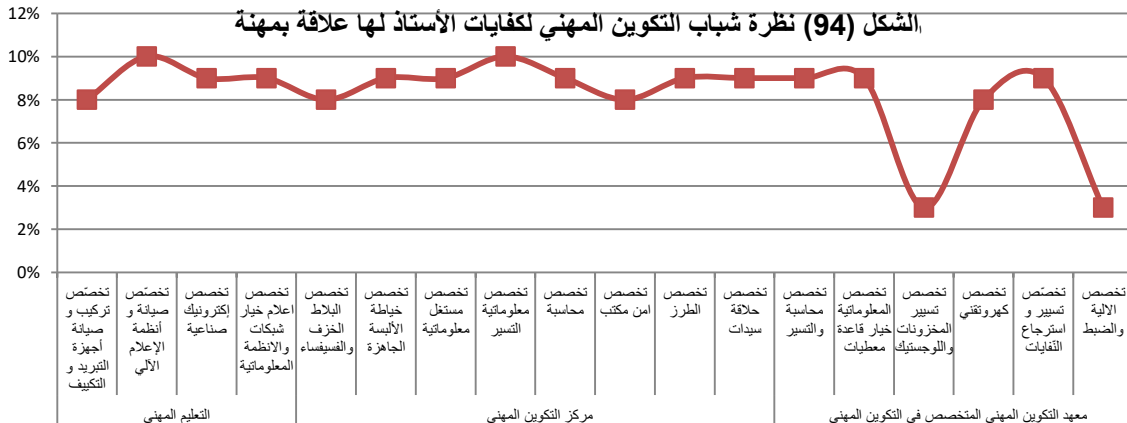 الشكل (94) نظرة شباب التكوين المهني لكفايات الأستاذ لها علاقة بمهنة
12%
10%
8%
6%
4%
2%
0%
تخصّص
تركيب و
صيانة
أجهزة
التبريد و
التكييف
تخصّص
صيانة و
أنظمة
الإعلام
الآلي
تخصص
إكترونيك
صناعية
تخصص
اعلام خيار
شبكات
والانظمة
المعلوماتية
تخصص
البلاط
الخزف
والفسيفساء
تخصص
خياطة
الألبسة
الجاهزة
تخصص
مستغل
معلوماتية
تخصص
معلوماتية
التسير
تخصص
محاسبة
تخصص
امن مكتب
تخصص
الطرز
تخصص
حلاقة
سيدات
تخصص
محاسبة
والتسير
تخصص
المعلوماتية
خيار قاعدة
معطيات
تخصص
تسيير
المخزونات
واللوجستيك
تخصص
كهروتقني
تخصّص
تسيير و
استرجاع
النّفايات
تخصص
الالية
والضبط
التعليم المهني
مركز التكوين المهني
معهد التكوين المهني المتخصص في التكوين المهني